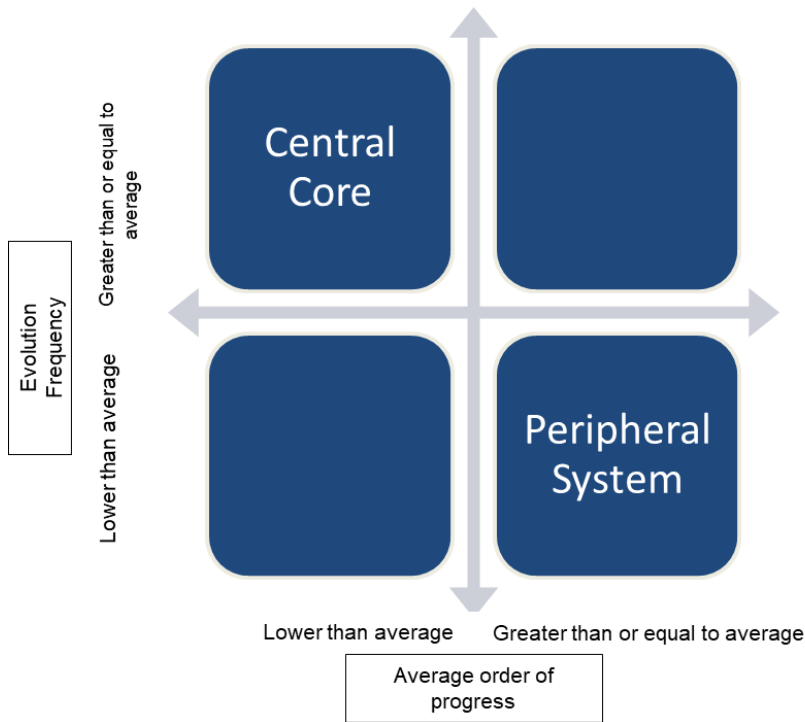 Central
Core
Greater than or equal to
average
Evolution
Frequency
Lower than average
Peripheral
System
Lower than average
Greater than or equal to average
Average order of
progress